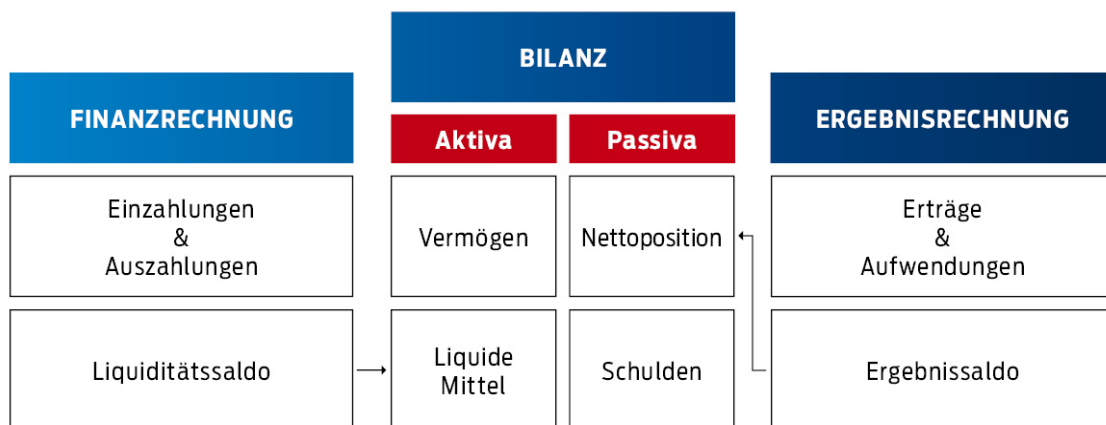 FINANZRECHNUNG
Einzahlungen
&
Auszahlungen
Liquiditätssaldo
BILANZ
Aktiva
Passiva
Vermögen
Nettoposition
Liquide
Mittel
Schulden
ERGEBNISRECHNUNG
Erträge
&
Aufwendungen
Ergebnissaldo